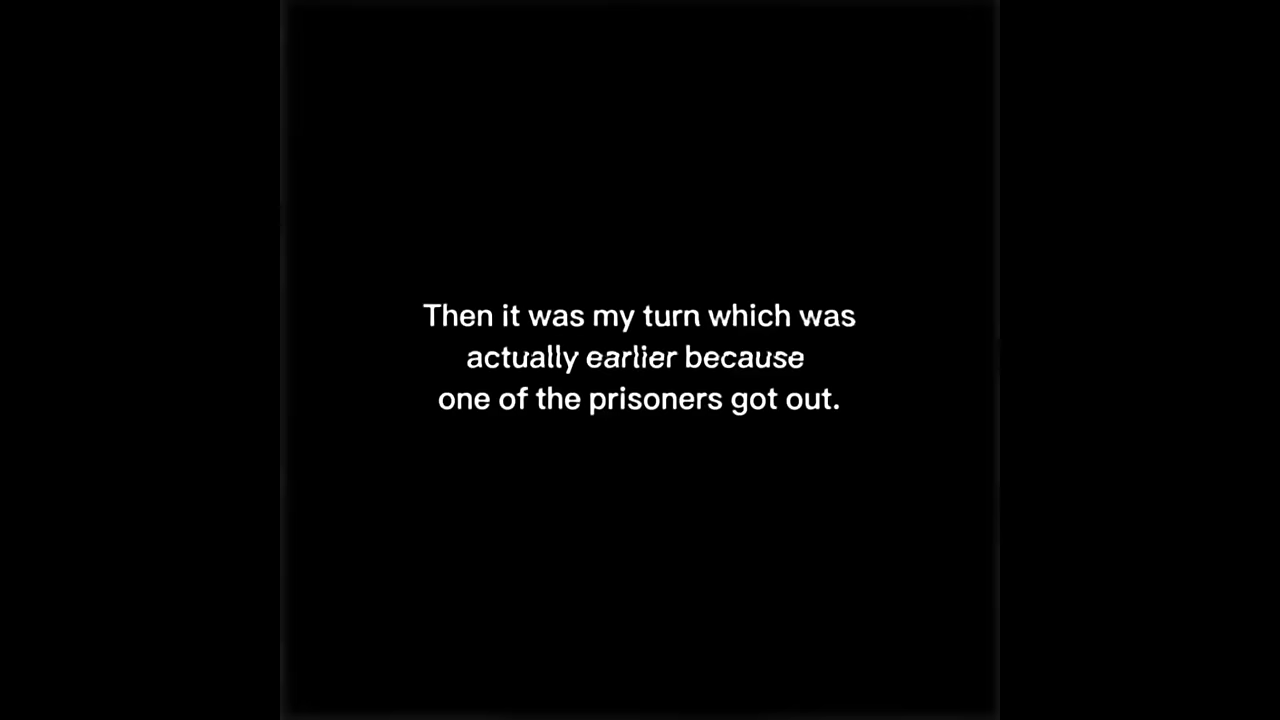 Then it was my turn which was
actually earlier because
one of the prisoners got out.